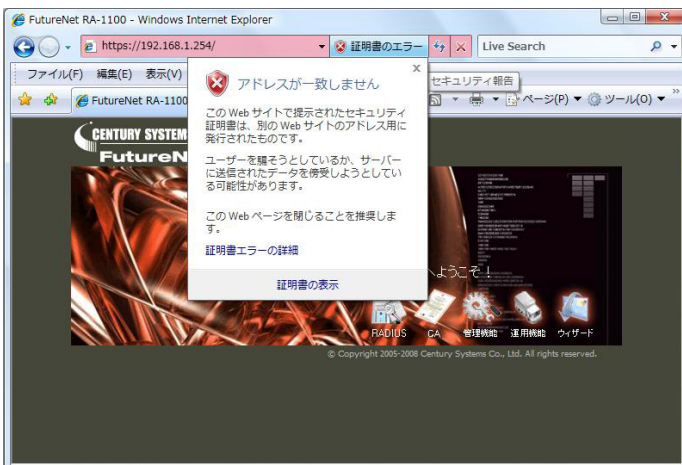 FutureNet RA-1100 - Windows Internet Explorer
https://192.168.1.254/
証明書のエラー
Live Search
ファイル(F) 編集(E) 表示(V)
セキュリティ報告
FutureNet RA-1100
ページ(P)
ツール(O)
アドレスが一致しません
この Web サイトで提示されたセキュリティ
証明書は、別の Web サイトのアドレス用に
発行されたものです。
ユーザーを騙そうとしているか、サーバー
に送信されたデータを傍受しようとしてい
る可能性があります。
この Web ページを閉じることを推奨しま
す。
証明書エラーの詳細
証明書の表示
CENTURY SYSTEM
FutureN
ようこそ!
RADIUS CA 管理機能 運用機能 ウィザード
© Copyright 2005-2008 Century Systems Co., Ltd. All rights reserved.